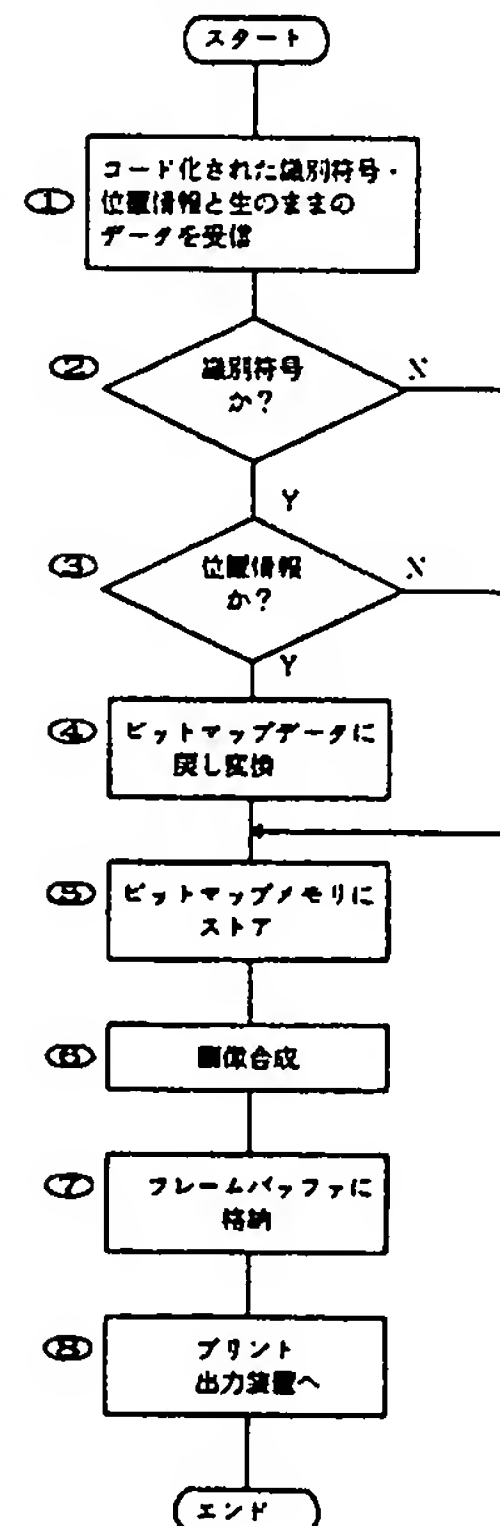 スタート
①
コード化された識別符号・
位置情報と生のままの
データを受信
②
識別符号
か?
N
Y
③
位置情報
か?
N
Y
④
ビットマップデータに
戻し変換
⑤
ビットマップメモリに
ストア
⑥
画像合成
⑦
フレームバッファに
格納
⑧
プリント
出力装置へ
エンド